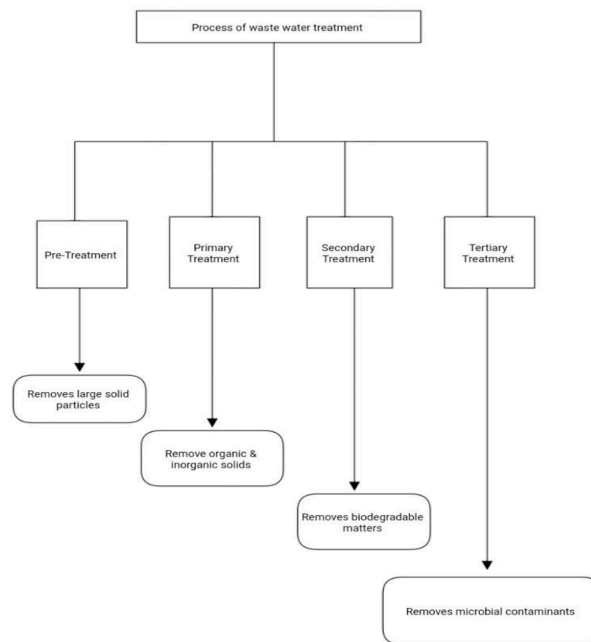 Process of waste water treatment
Pre-Treatment
Primary
Treatment
Secondary
Treatment
Tertiary
Treatment
Removes large solid
particles
Remove organic &
inorganic solids
Removes biodegradable
matters
Removes microbial contaminants